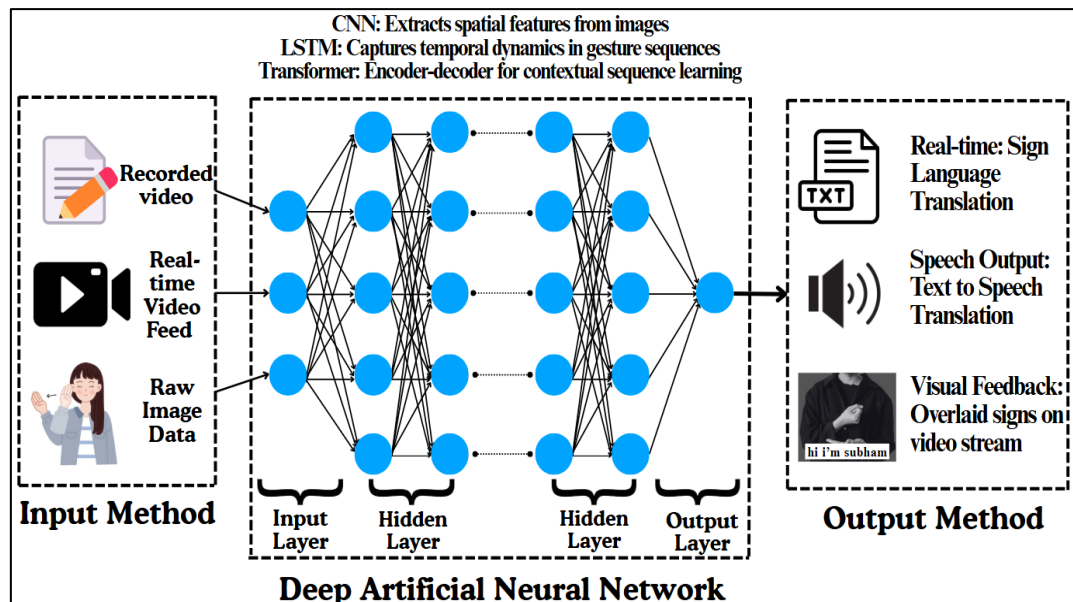 CNN: Extracts spatial features from images
LSTM: Captures temporal dynamics in gesture sequences
Transformer: Encoder-decoder for contextual sequence learning
Recorded
video
Real-
time
Video
Feed
Raw
Image
Data
Input Method
Input
Layer
Hidden
Layer
Hidden
Layer
Output
Layer
Deep Artificial Neural Network
TXT
Real-time: Sign
Language
Translation
Speech Output:
Text to Speech
Translation
hi i'm subham
Visual Feedback:
Overlaid signs on
video stream
Output Method